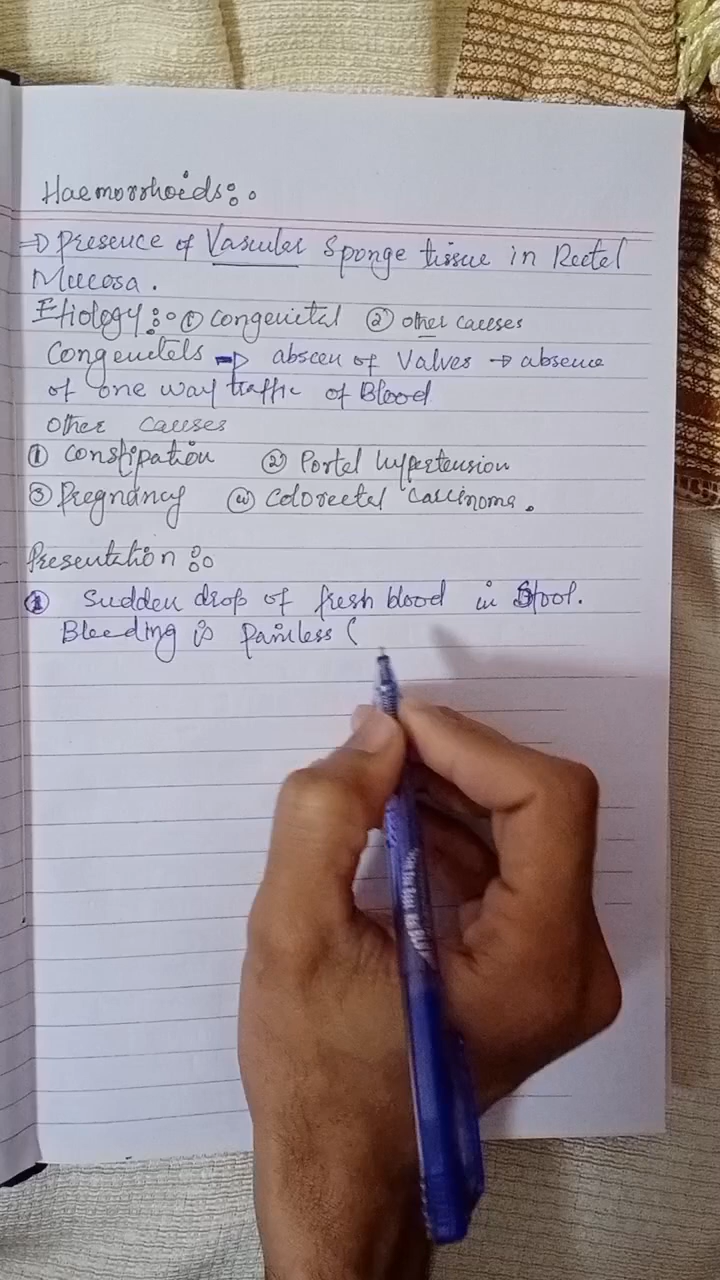 Haemorrhoids:
⇒ Presence of Vascular Sponge tissue in Rectal
Mucosa.
Etiology: ① Congenital ② other causes
Congenitals → abscen of Valves → absence
of one way traffic of Blood
other causes
① Constipation ② Portal hypertension
③ Pregnancy ④ Colorectal Carcinoma.
Presentation:
① Sudden drop of fresh blood in Stool.
Bleeding is Painless (